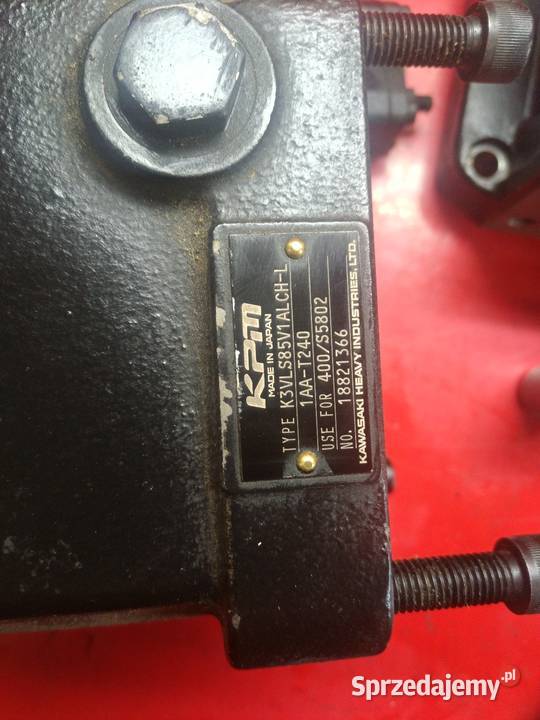 KPM
MADE IN JAPAN
TYPE K3VLS85V1ALCH-L
1AA-T240
USE FOR 400/S5802
NO. 18821366
KAWASAKI HEAVY INDUSTRIES, LTD.
Sprzedajemy.pl